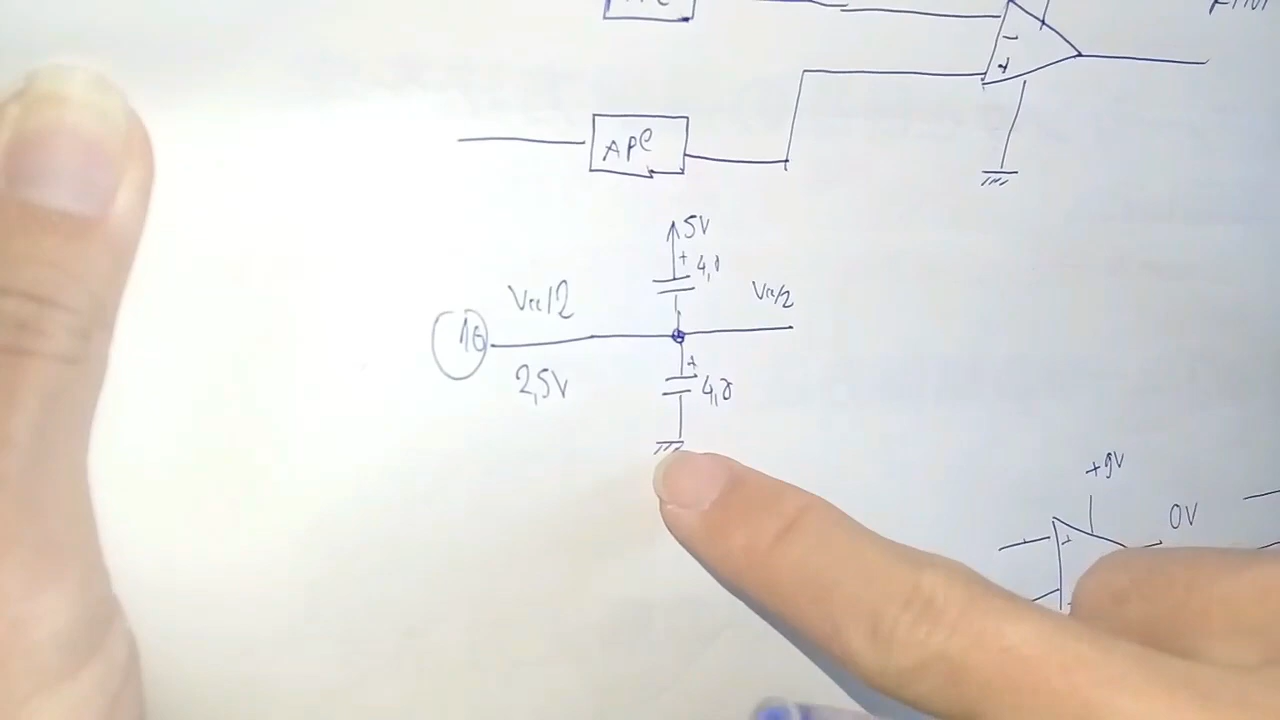 APC
5V
+ 4,7
Vcc/2
Vcc/2
16
2,5V
+
4,7
+9V
0V